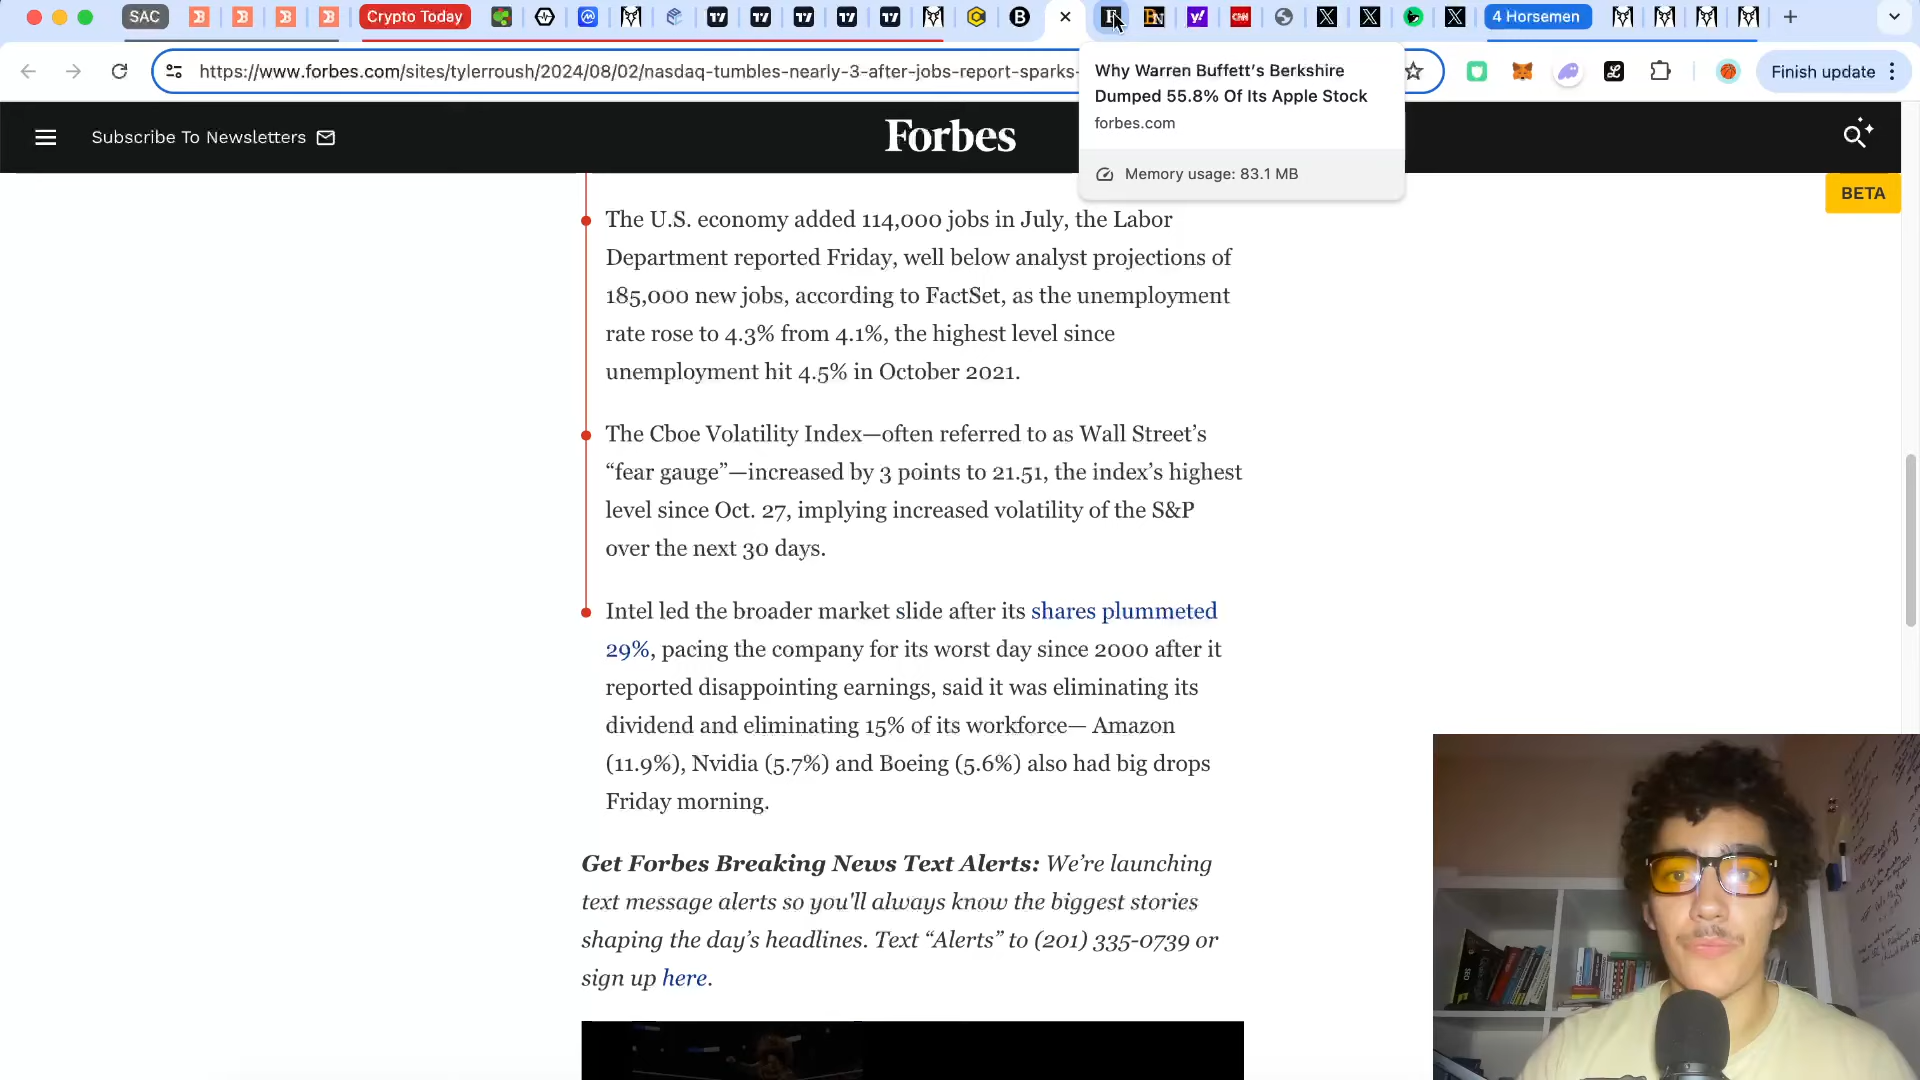 SAC
Crypto Today
4 Horsemen
https://www.forbes.com/sites/tylerroush/2024/08/02/nasdaq-tumbles-nearly-3-after-jobs-report-sparks-
Finish update
Why Warren Buffett's Berkshire
Dumped 55.8% Of Its Apple Stock
forbes.com
Memory usage: 83.1 MB
Subscribe To Newsletters
Forbes
BETA
The U.S. economy added 114,000 jobs in July, the Labor
Department reported Friday, well below analyst projections of
185,000 new jobs, according to FactSet, as the unemployment
rate rose to 4.3% from 4.1%, the highest level since
unemployment hit 4.5% in October 2021.
The Cboe Volatility Index—often referred to as Wall Street's
“fear gauge”—increased by 3 points to 21.51, the index's highest
level since Oct. 27, implying increased volatility of the S&P
over the next 30 days.
Intel led the broader market slide after its shares plummeted
29%, pacing the company for its worst day since 2000 after it
reported disappointing earnings, said it was eliminating its
dividend and eliminating 15% of its workforce— Amazon
(11.9%), Nvidia (5.7%) and Boeing (5.6%) also had big drops
Friday morning.
Get Forbes Breaking News Text Alerts: We're launching
text message alerts so you'll always know the biggest stories
shaping the day's headlines. Text “Alerts” to (201) 335-0739 or
sign up here.
SEO